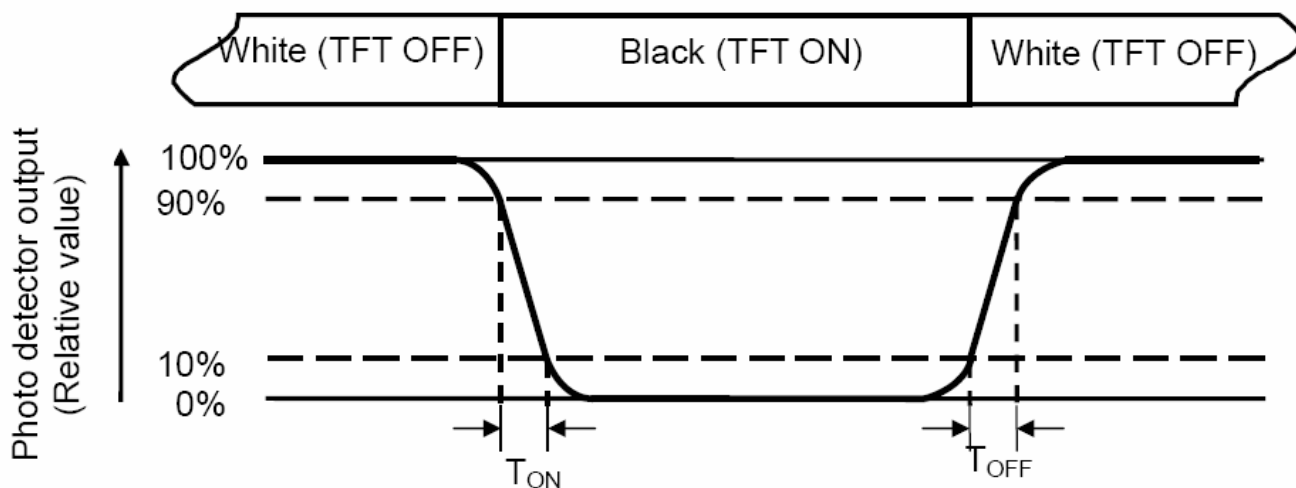 White (TFT OFF)
Black (TFT ON)
White (TFT OFF)
Photo detector output
(Relative value)
100%
90%
10%
0%
TON
TOFF